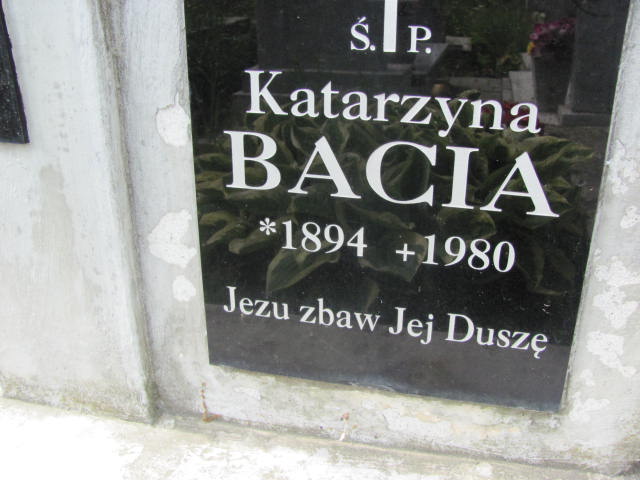 Ś. P.
Katarzyna
BACIA
*1894 +1980
Jezu zbaw Jej Duszę